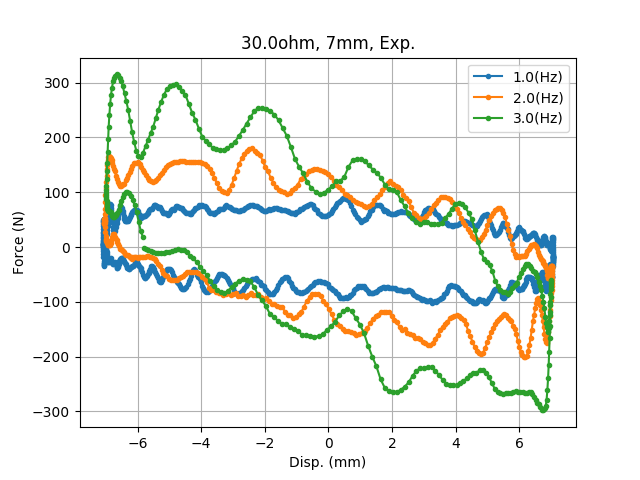 30.0ohm, 7mm, Exp.
1.0(Hz)
2.0(Hz)
3.0(Hz)
Force (N)
300
200
100
0
−100
−200
−300
−6 −4 −2 0 2 4 6
Disp. (mm)